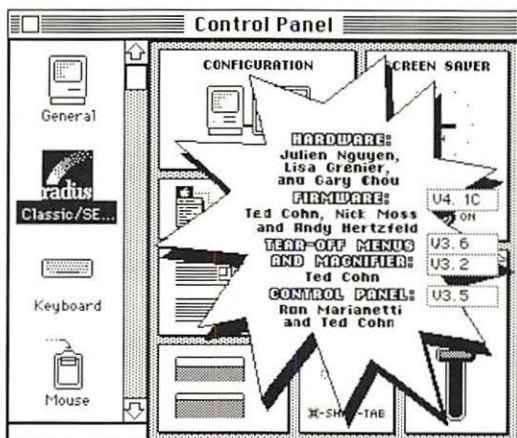 Control Panel
General
radius
Classic/SE...
Keyboard
Mouse
CONFIGURATION
SCREEN SAVER
HARDWARE:
Julien Nguyen,
Lisa Grenier,
and Gary Chou
FIRMWARE:
V4. 1C
ON
Ted Cohn, Nick Moss
and Andy Hertzfeld
TEAR-OFF MENUS
V3. 6
AND MAGNIFIER:
V3. 2
Ted Cohn
CONTROL PANEL:
V3. 5
Ron Marianetti
and Ted Cohn
-TAB